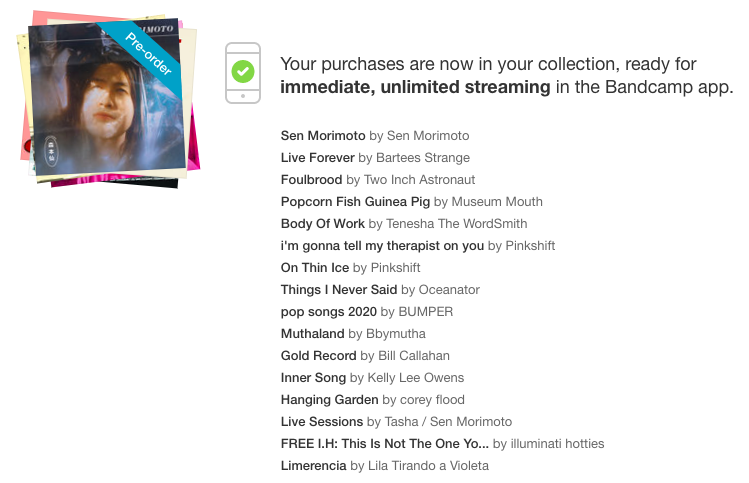 SEN MORIMOTO
Pre-order
森本仙
Your purchases are now in your collection, ready for
immediate, unlimited streaming in the Bandcamp app.
Sen Morimoto by Sen Morimoto
Live Forever by Bartees Strange
Foulbrood by Two Inch Astronaut
Popcorn Fish Guinea Pig by Museum Mouth
Body Of Work by Tenesha The WordSmith
i'm gonna tell my therapist on you by Pinkshift
On Thin Ice by Pinkshift
Things I Never Said by Oceanator
pop songs 2020 by BUMPER
Muthaland by Bbymutha
Gold Record by Bill Callahan
Inner Song by Kelly Lee Owens
Hanging Garden by corey flood
Live Sessions by Tasha / Sen Morimoto
FREE I.H: This Is Not The One Yo... by illuminati hotties
Limerencia by Lila Tirando a Violeta